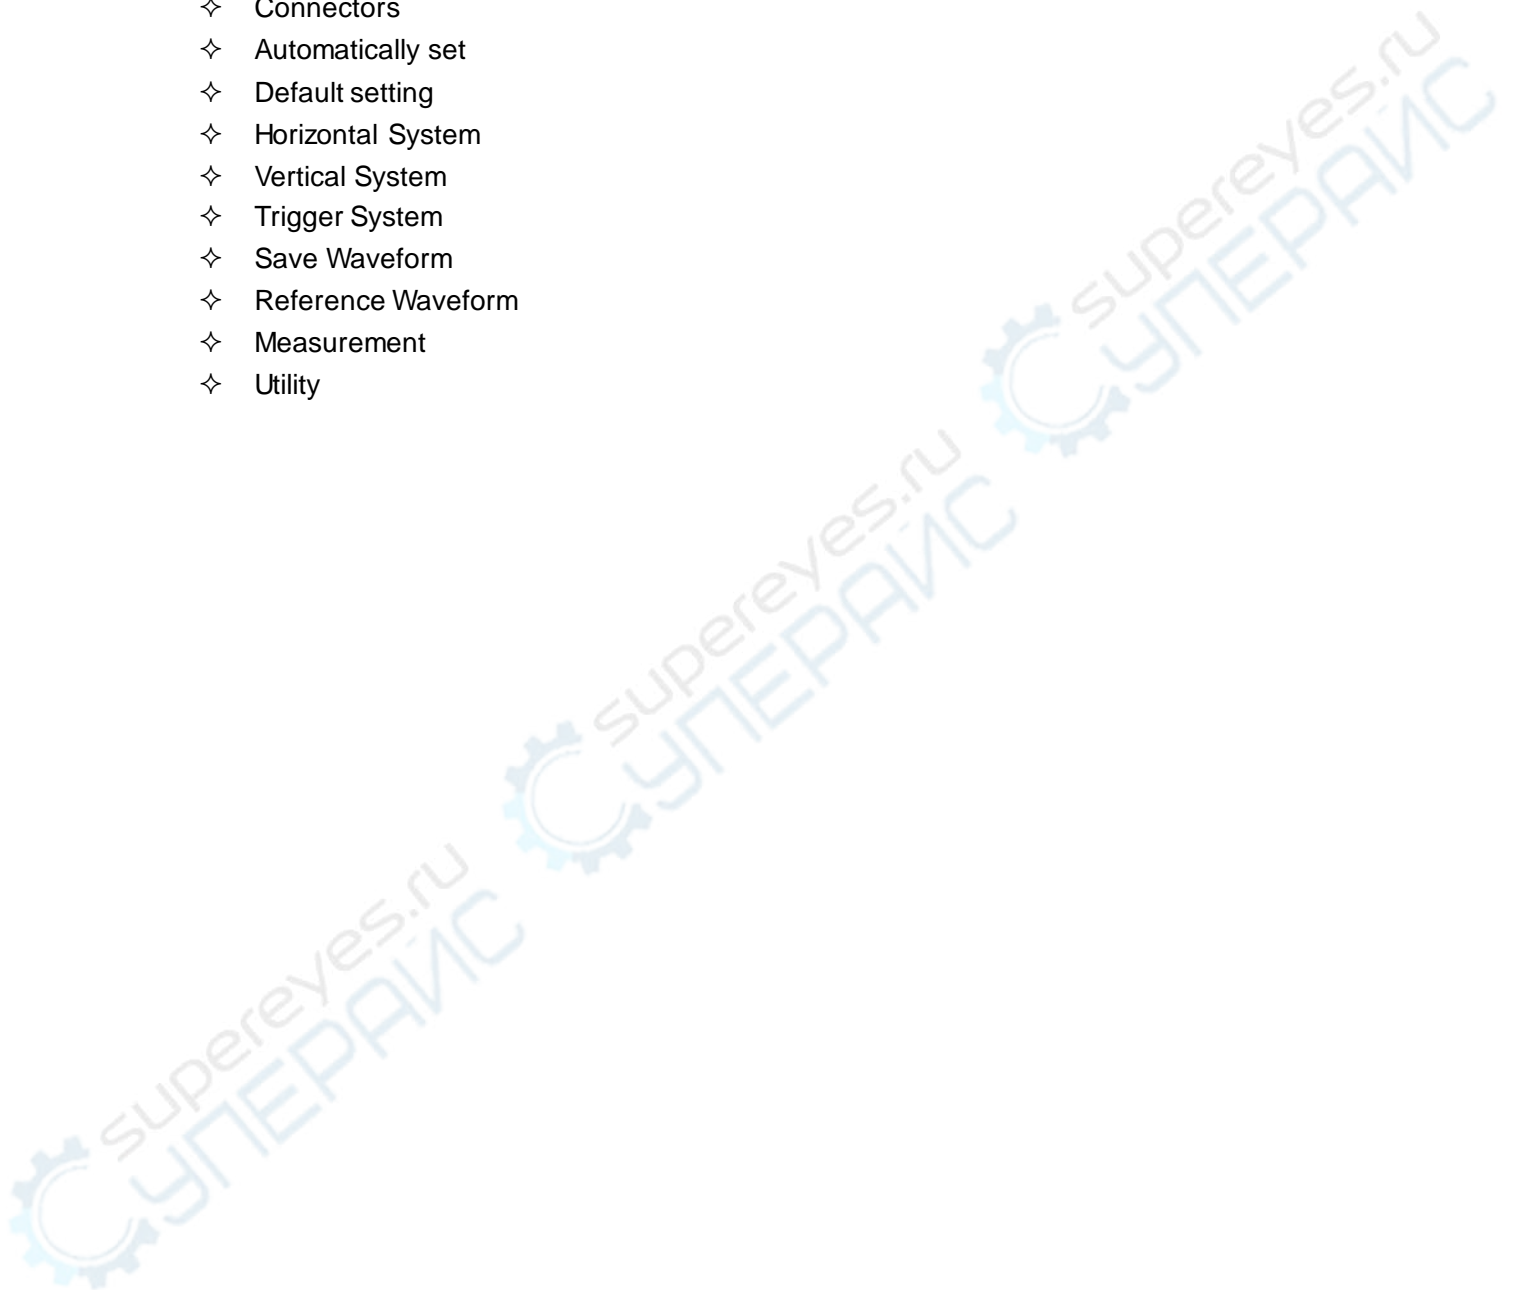 ✧ Connectors
✧ Automatically set
✧ Default setting
✧ Horizontal System
✧ Vertical System
✧ Trigger System
✧ Save Waveform
✧ Reference Waveform
✧ Measurement
✧ Utility
supereyes.ru
СУПЕРАЙС
supereyes.ru
СУПЕРАЙС
supereyes.ru
СУПЕРАЙС